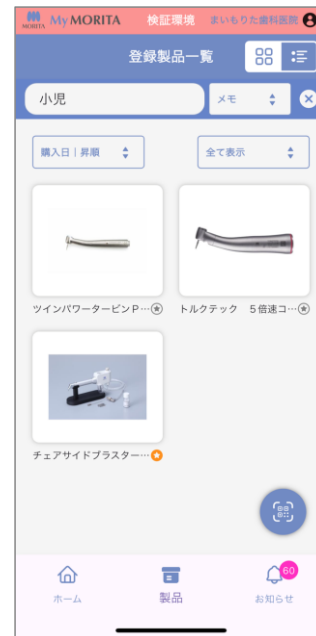 MORITA My MORITA 検証環境 まいもりた歯科医院
登録製品一覧
小児 メモ
購入日 | 昇順 全て表示
ツインパワータービンP… トルクテック 5倍速コ…
チェアサイドブラスター…
60
ホーム 製品 お知らせ